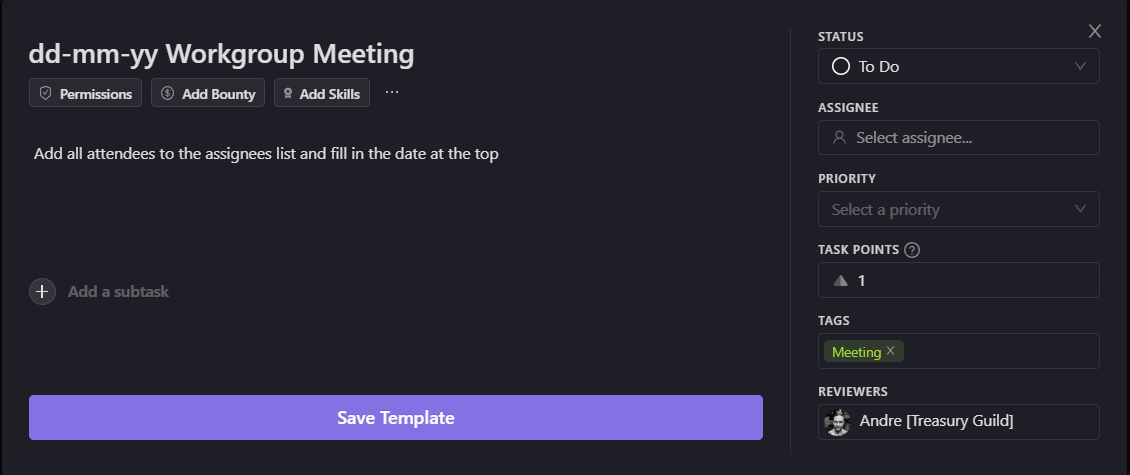 dd-mm-yy Workgroup Meeting
Permissions
Add Bounty
Add Skills
...
Add all attendees to the assignees list and fill in the date at the top
Add a subtask
Save Template
STATUS
To Do
ASSIGNEE
Select assignee...
PRIORITY
Select a priority
TASK POINTS ?
1
TAGS
Meeting X
REVIEWERS
Andre [Treasury Guild]